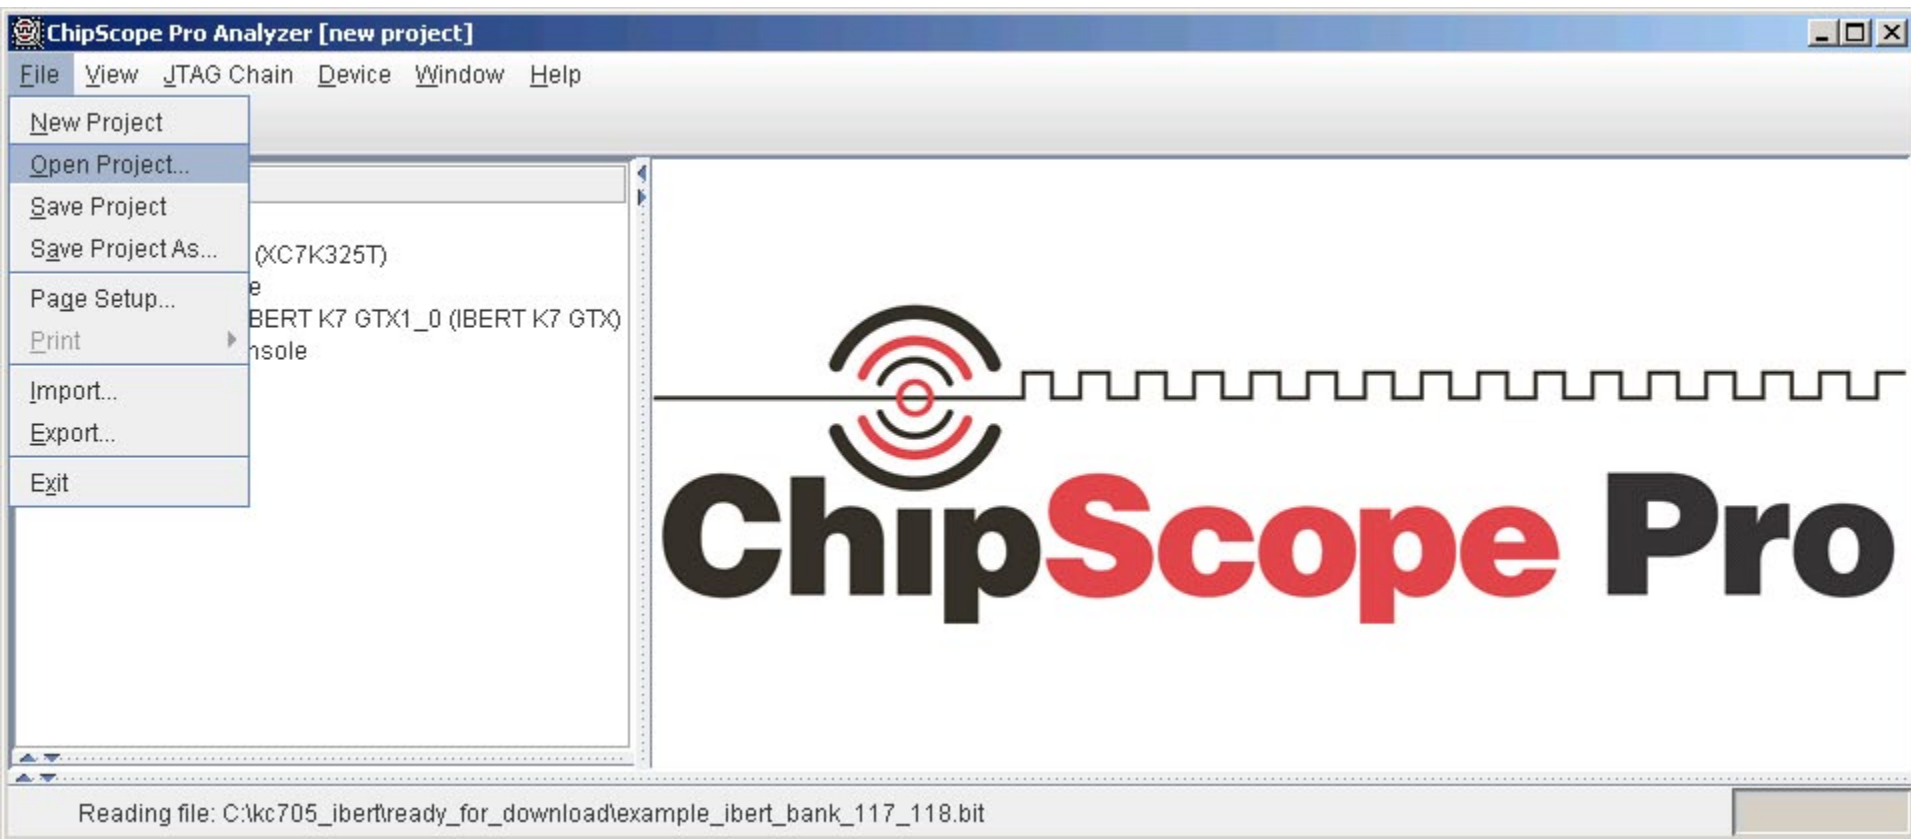 ChipScope Pro Analyzer [new project]
File View JTAG Chain Device Window Help
New Project
Open Project...
Save Project
Save Project As...
Page Setup...
Print
Import...
Export...
Exit
(XC7K325T)
e
BERT K7 GTX1_0 (IBERT K7 GTX)
nsole
ChipScope Pro
Reading file: C:\kc705_ibert\ready_for_download\example_ibert_bank_117_118.bit